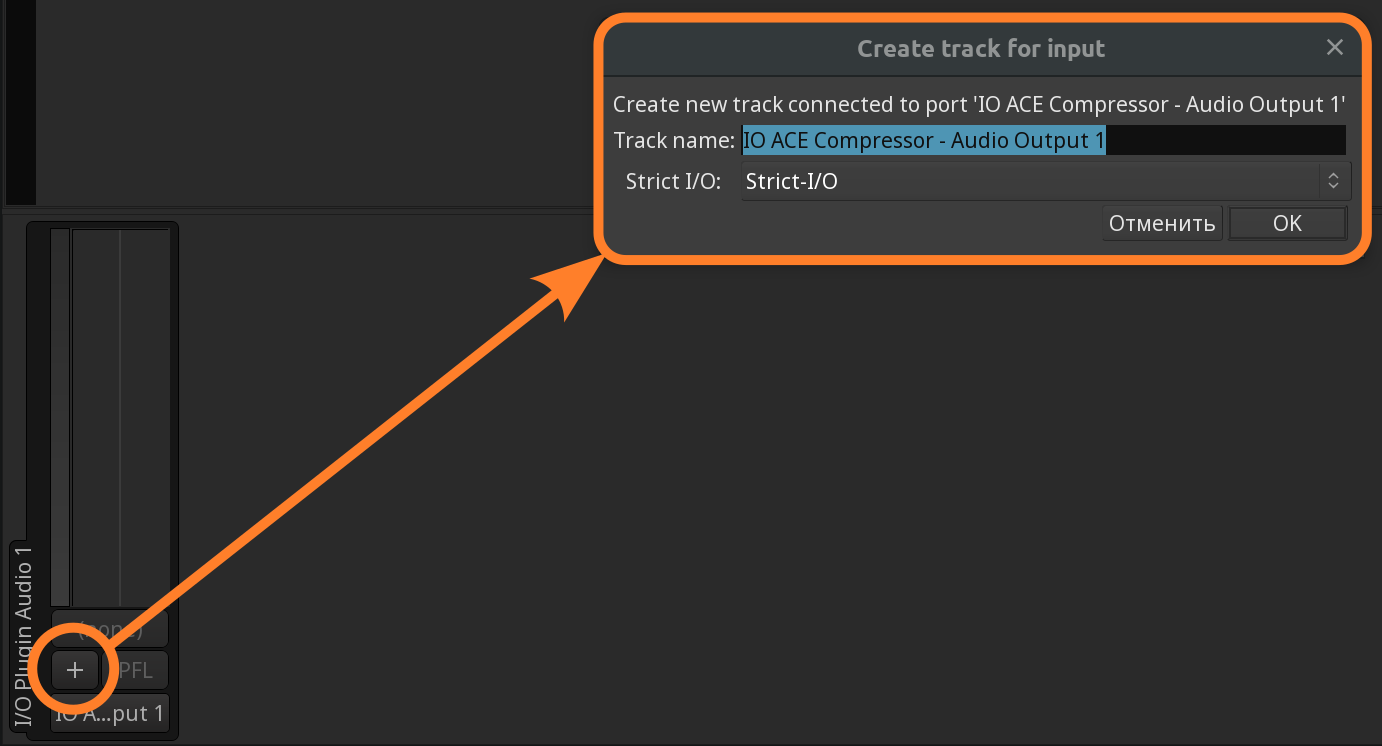 Create track for input
Create new track connected to port 'IO ACE Compressor - Audio Output 1'
Track name: IO ACE Compressor - Audio Output 1
Strict I/O: Strict-I/O
Отменить OK
I/O Plugin Audio 1
(none)
+ PFL
IO A...put 1